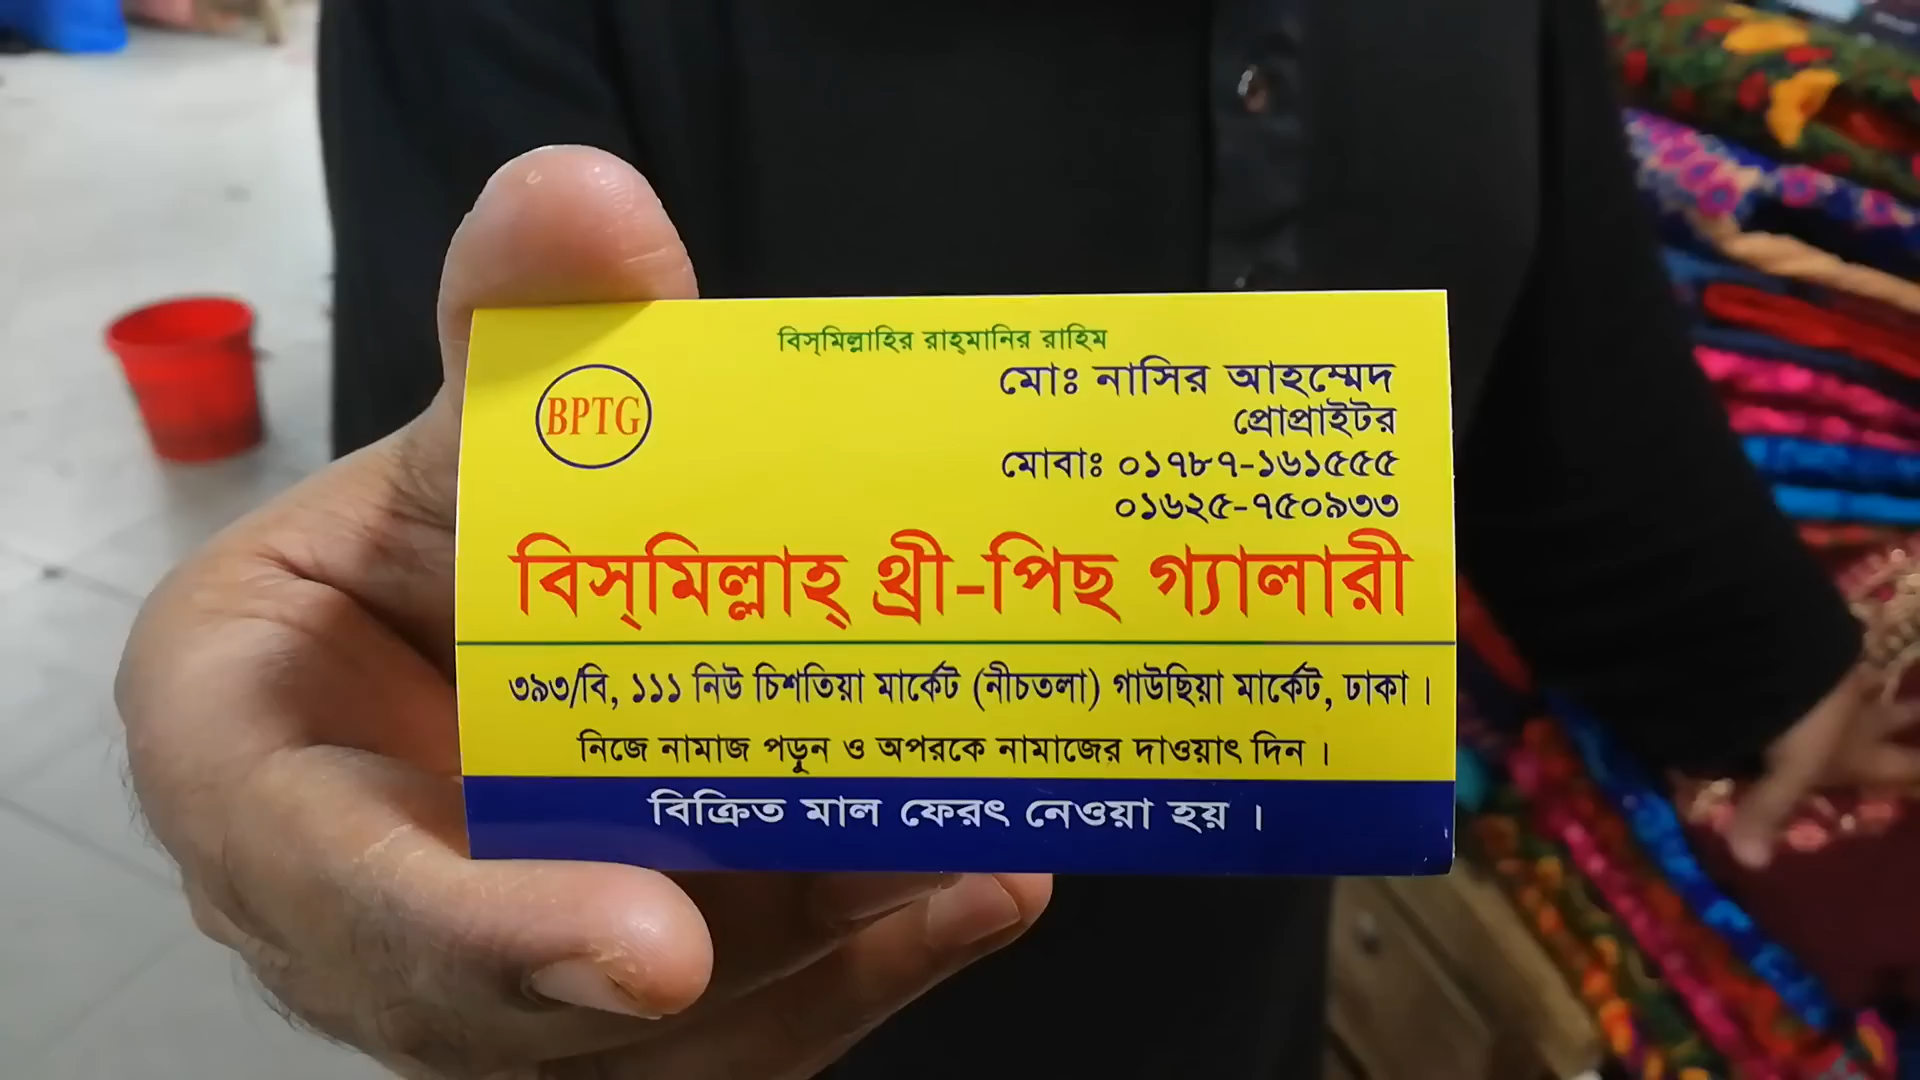 বিস্‌মিল্লাহির রাহ্‌মানির রাহিম
BPTG
মোঃ নাসির আহম্মেদ
প্রোপ্রাইটর
মোবাঃ ০১৭৮৭-১৬১৫৫৫
০১৬২৫-৭৫০৯৩৩
বিস্‌মিল্লাহ্ থ্রী-পিছ গ্যালারী
৩৯৩/বি, ১১১ নিউ চিশতিয়া মার্কেট (নীচতলা) গাউছিয়া মার্কেট, ঢাকা।
নিজে নামাজ পড়ুন ও অপরকে নামাজের দাওয়াৎ দিন।
বিক্রিত মাল ফেরৎ নেওয়া হয়।